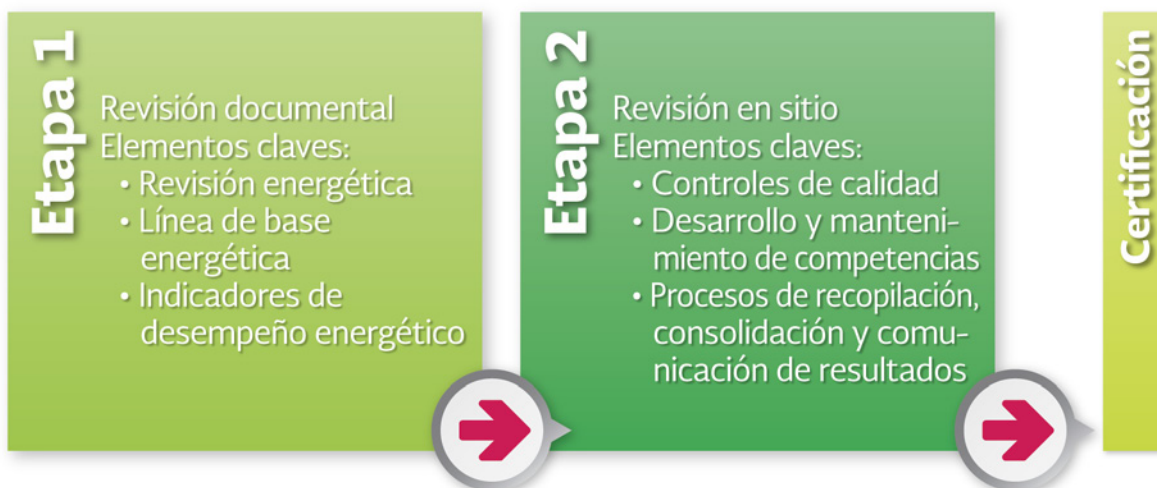 Etapa 1
Revisión documental
Elementos claves:
• Revisión energética
• Línea de base
energética
• Indicadores de
desempeño energético
Etapa 2
Revisión en sitio
Elementos claves:
• Controles de calidad
• Desarrollo y manteni-
miento de competencias
• Procesos de recopilación,
consolidación y comu-
nicación de resultados
Certificación